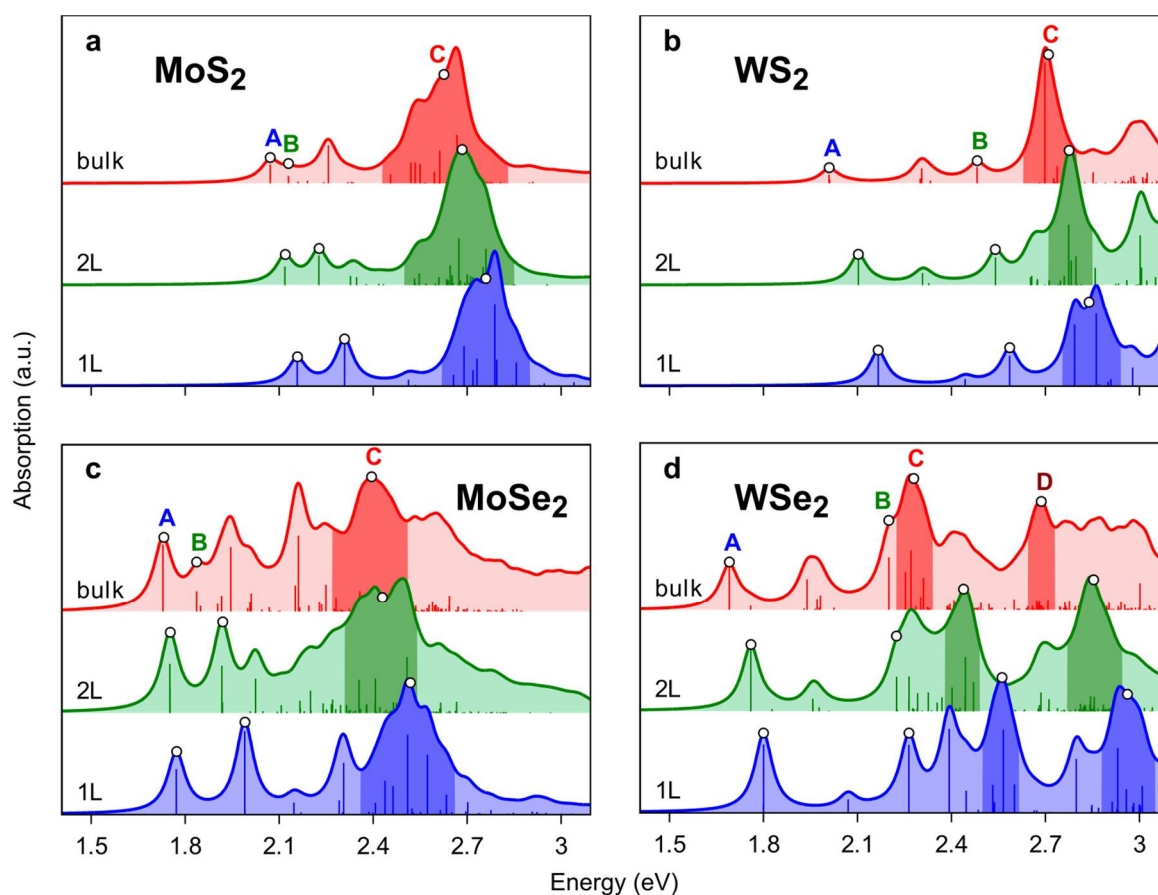 a
MoS2
C
A
B
bulk
2L
1L
b
WS2
C
A
B
bulk
2L
1L
Absorption (a.u.)
c
MoSe2
C
A
B
bulk
2L
1L
1.5 1.8 2.1 2.4 2.7 3
d
WSe2
C
D
B
A
bulk
2L
1L
1.5 1.8 2.1 2.4 2.7 3
Energy (eV)